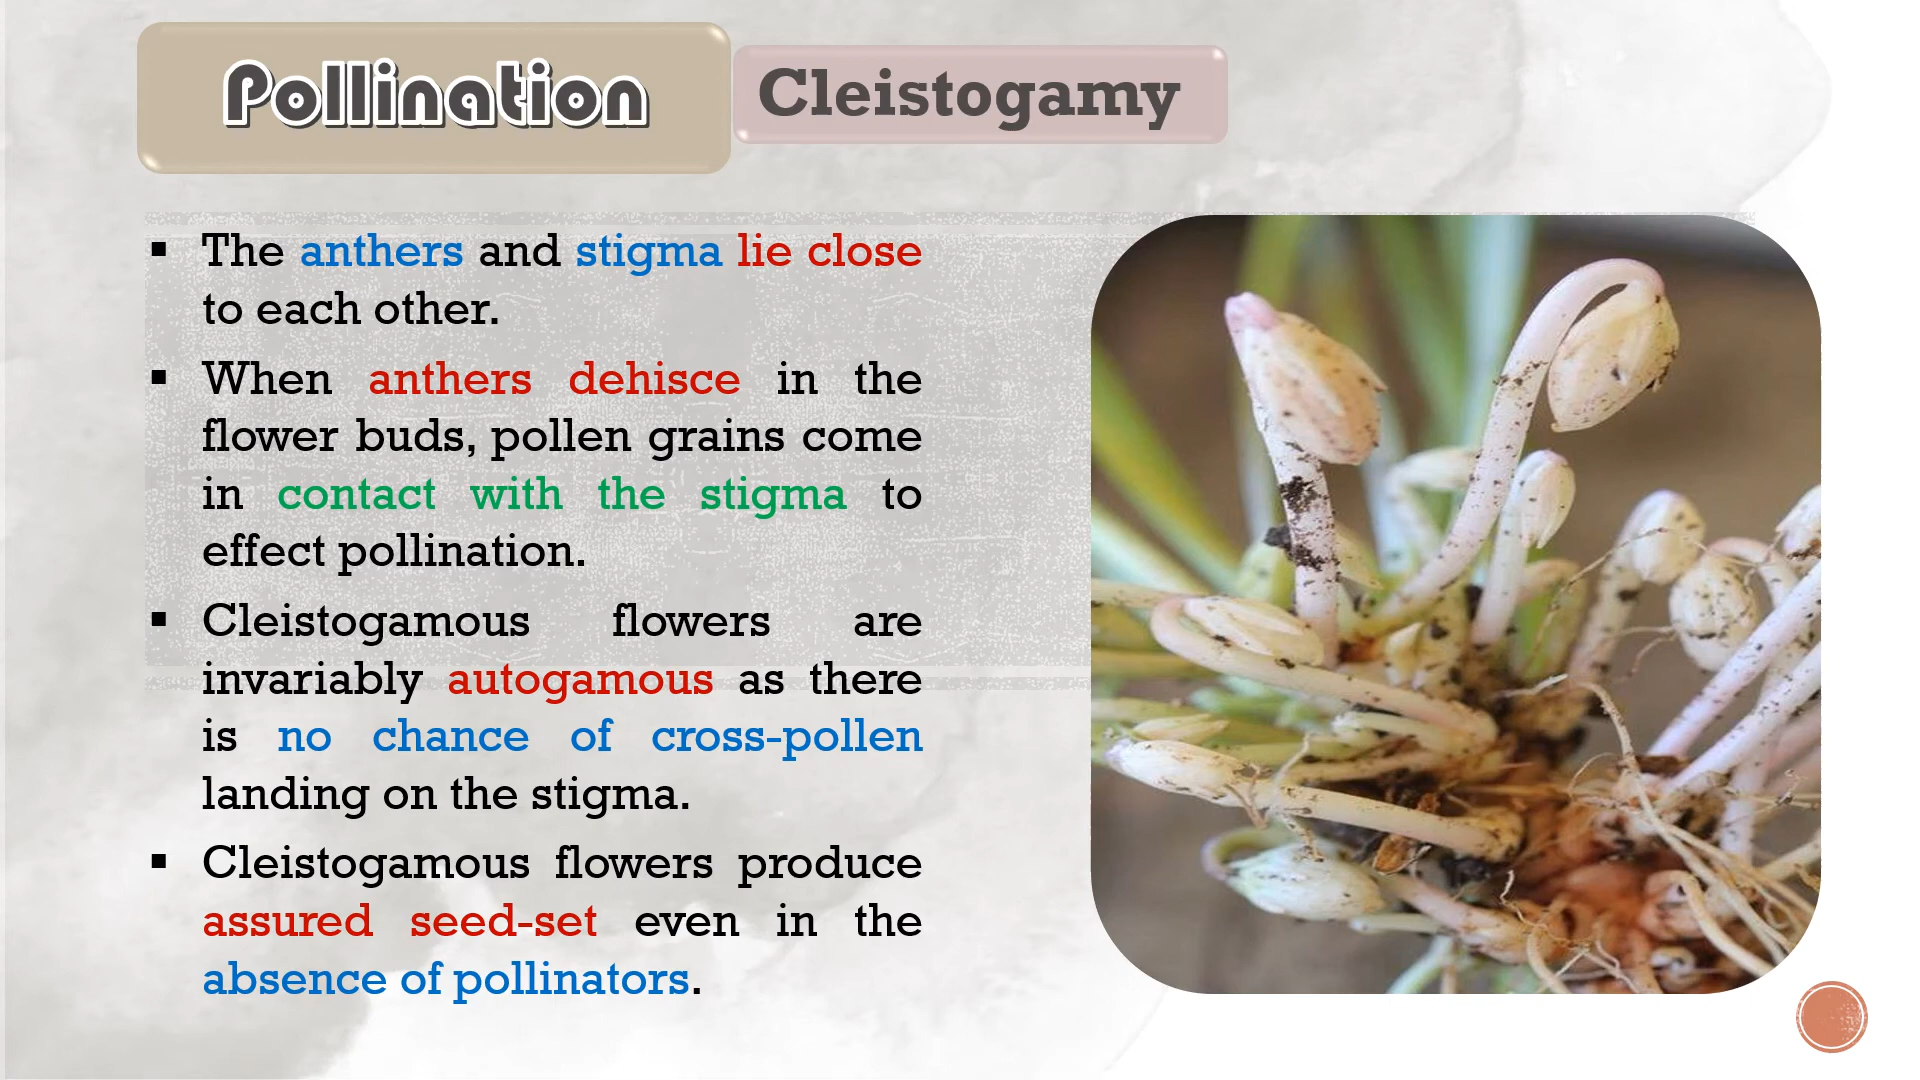 Pollination
Cleistogamy
▪ The anthers and stigma lie close
to each other.
▪ When anthers dehisce in the
flower buds, pollen grains come
in contact with the stigma to
effect pollination.
▪ Cleistogamous flowers are
invariably autogamous as there
is no chance of cross-pollen
landing on the stigma.
▪ Cleistogamous flowers produce
assured seed-set even in the
absence of pollinators.